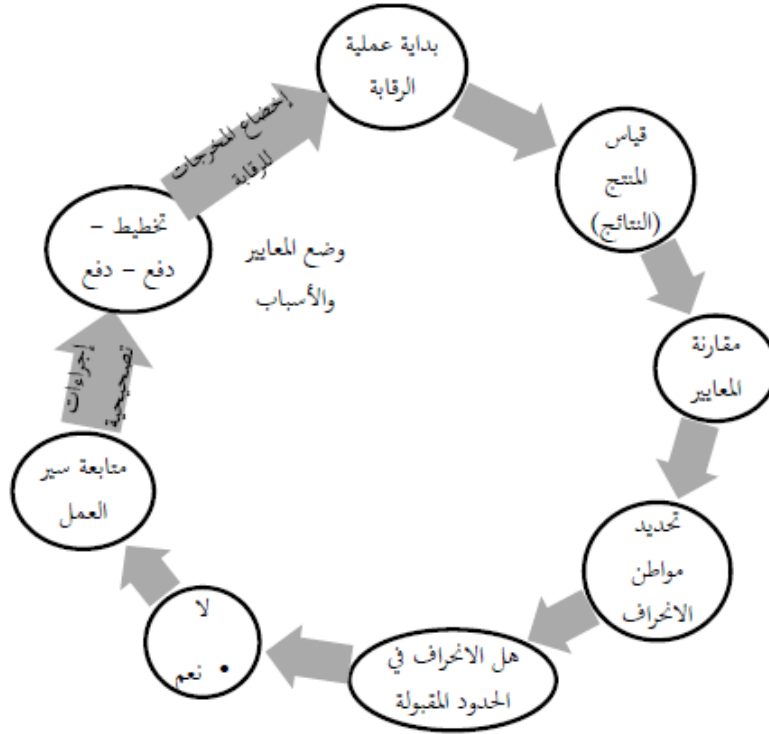 بداية عملية
الرقابة
قياس
المنتج
(النتائج)
مقارنة
المعايير
تحديد
مواطن
الانحراف
هل الانحراف في
الحدود المقبولة
لا
• نعم
متابعة سير
العمل
إجراءات
تصحيحية
تخطيط –
دفع – دفع
إخضاع المخرجات
للرقابة
وضع المعايير
والأسباب